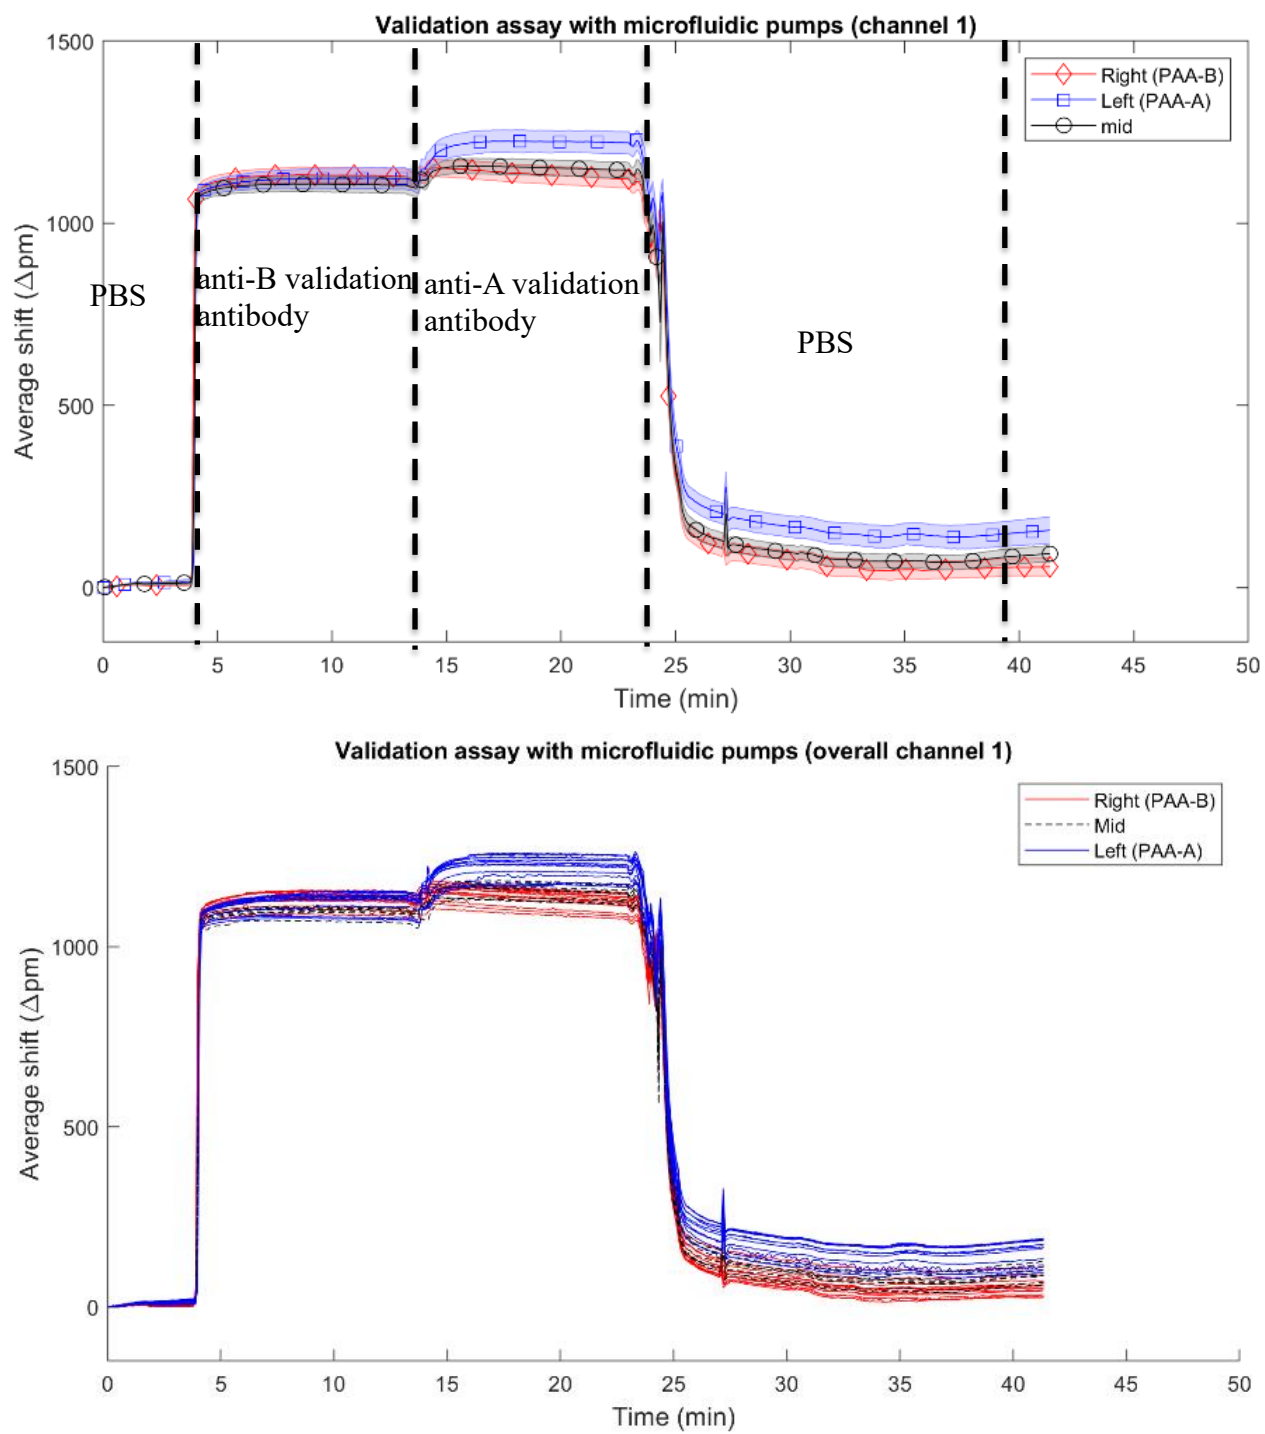 Validation assay with microfluidic pumps (channel 1)
1500
1000
500
0
Average shift (Δpm)
Right (PAA-B)
Left (PAA-A)
mid
PBS
anti-B validation
antibody
anti-A validation
antibody
PBS
0 5 10 15 20 25 30 35 40 45 50
Time (min)
Validation assay with microfluidic pumps (overall channel 1)
1500
1000
500
0
Average shift (Δpm)
Right (PAA-B)
Mid
Left (PAA-A)
0 5 10 15 20 25 30 35 40 45 50
Time (min)